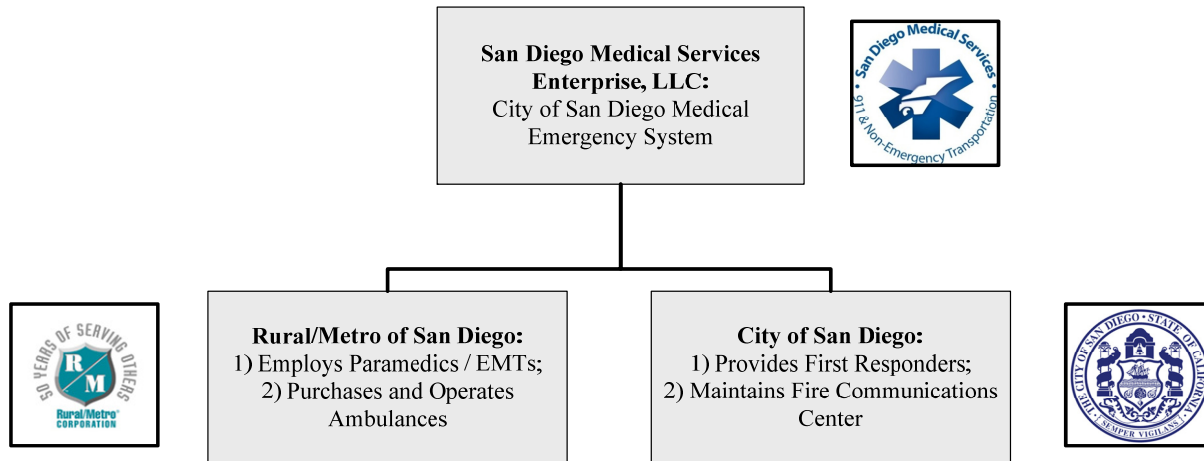 San Diego Medical Services
Enterprise, LLC:
City of San Diego Medical
Emergency System
San Diego Medical Services
911 & Non-Emergency Transportation
Rural/Metro of San Diego:
1) Employs Paramedics / EMTs;
2) Purchases and Operates
Ambulances
50 YEARS OF SERVING OTHERS
R
M
Rural/Metro®
CORPORATION
City of San Diego:
1) Provides First Responders;
2) Maintains Fire Communications
Center
THE CITY OF SAN DIEGO • STATE OF CALIFORNIA
SEMPER VIGILANS